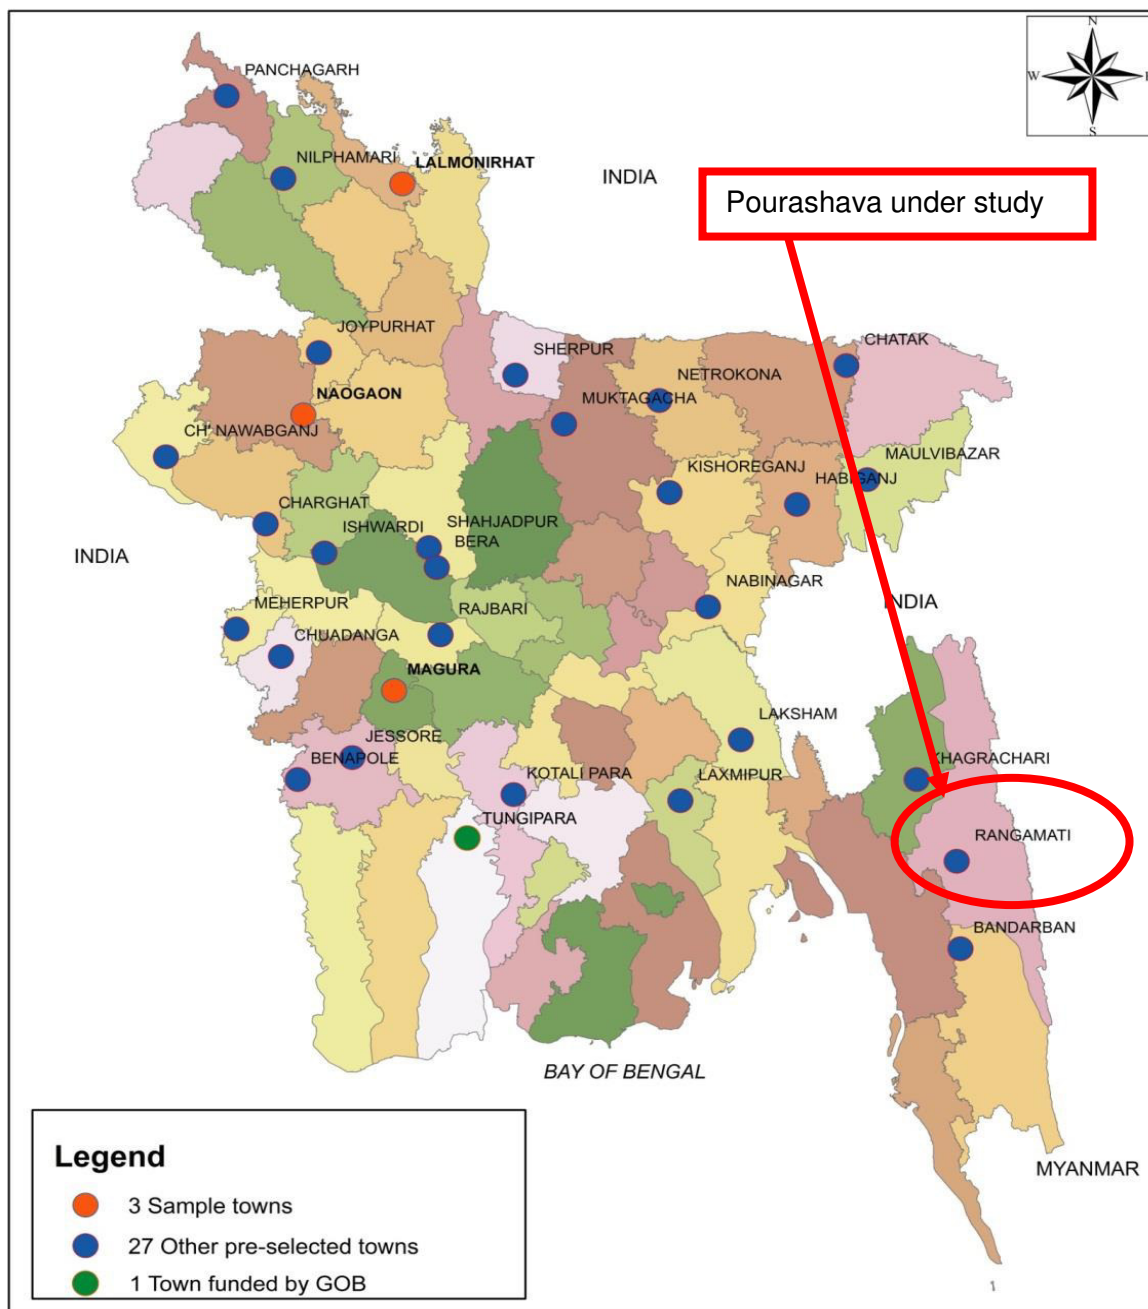 N
W
E
S
PANCHAGARH
NILPHAMARI
LALMONIRHAT
INDIA
Pourashava under study
JOYPURHAT
SHERPUR
CHATAK
NETROKONA
NAOGAON
MUKTAGACHA
CH' NAWABGANJ
MAULVIBAZAR
KISHOREGANJ
HABIGANJ
CHARGHAT
ISHWARDI
SHAHJADPUR
BERA
INDIA
NABINAGAR
MEHERPUR
RAJBARI
INDIA
CHUADANGA
MAGURA
LAKSHAM
JESSORE
BENAPOLE
KOTALI PARA
LAXMIPUR
KHAGRACHARI
TUNGIPARA
RANGAMATI
BANDARBAN
BAY OF BENGAL
MYANMAR
Legend
3 Sample towns
27 Other pre-selected towns
1 Town funded by GOB